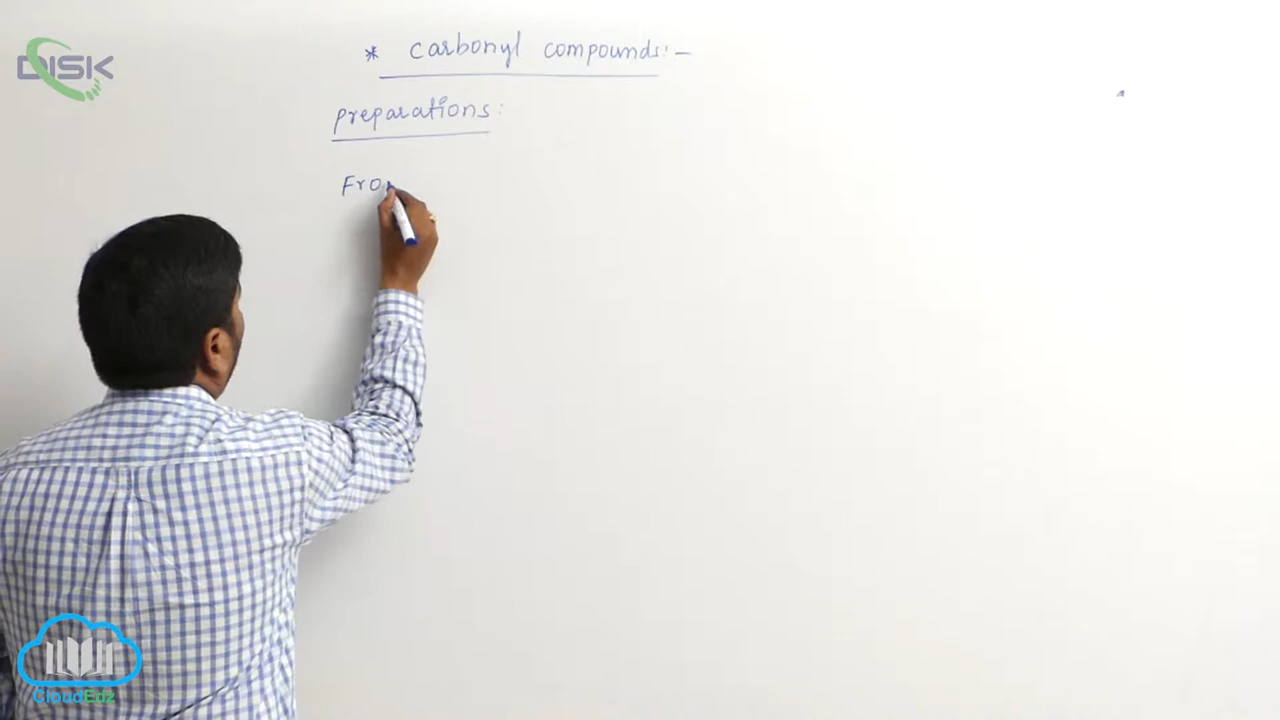 DISK
* carbonyl compounds:-
preparations:
Fro
CloudEdz